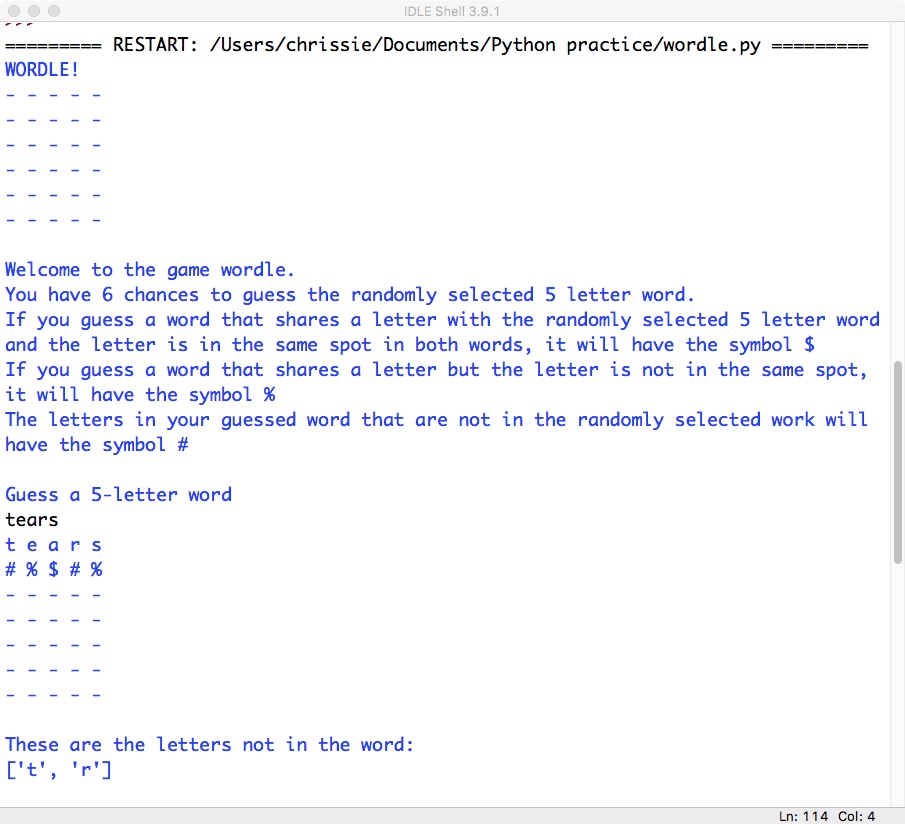 IDLE Shell 3.9.1
>>>
========= RESTART: /Users/chrissie/Documents/Python practice/wordle.py =========
WORDLE!
- - - - -
- - - - -
- - - - -
- - - - -
- - - - -
- - - - -
Welcome to the game wordle.
You have 6 chances to guess the randomly selected 5 letter word.
If you guess a word that shares a letter with the randomly selected 5 letter word
and the letter is in the same spot in both words, it will have the symbol $
If you guess a word that shares a letter but the letter is not in the same spot,
it will have the symbol %
The letters in your guessed word that are not in the randomly selected work will
have the symbol #
Guess a 5-letter word
tears
t e a r s
# % $ # %
- - - - -
- - - - -
- - - - -
- - - - -
- - - - -
These are the letters not in the word:
['t', 'r']
Ln: 114 Col: 4